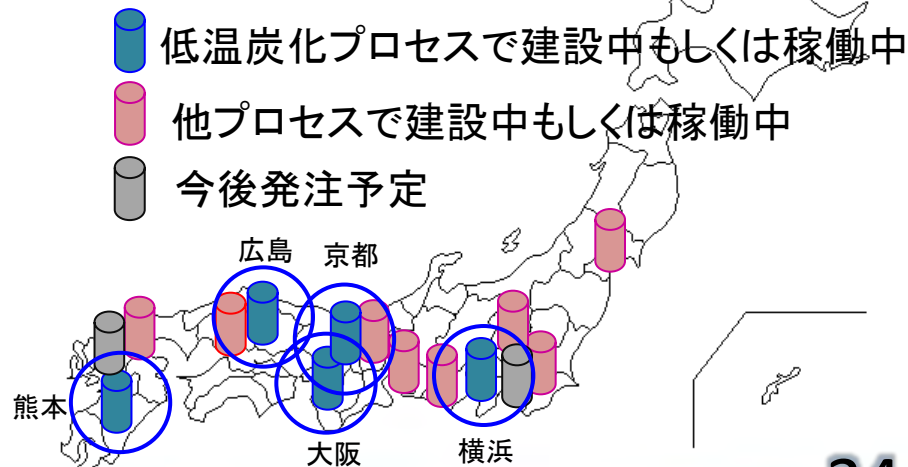 低温炭化プロセスで建設中もしくは稼働中
他プロセスで建設中もしくは稼働中
今後発注予定
広島
京都
熊本
大阪
横浜